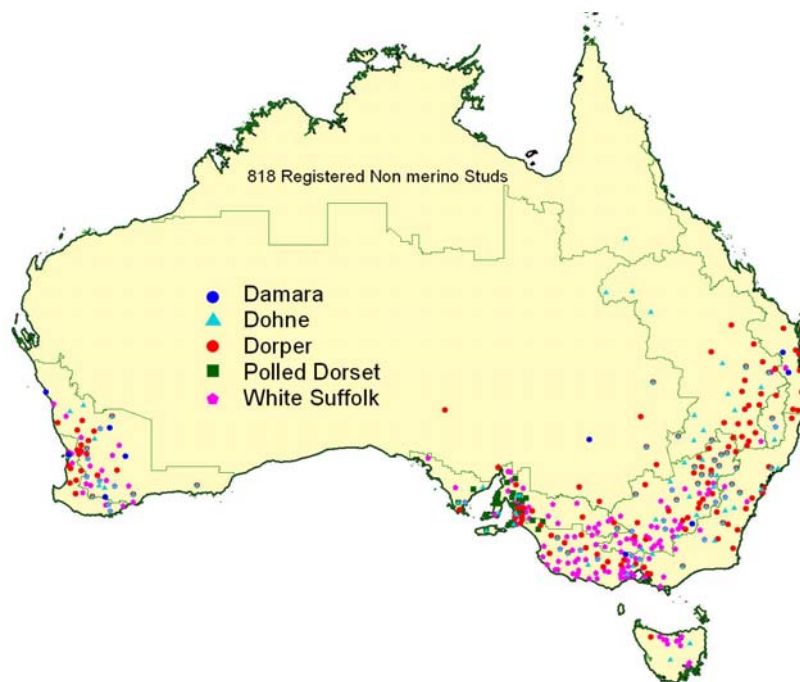 818 Registered Non merino Studs
Damara
Dohne
Dorper
Polled Dorset
White Suffolk